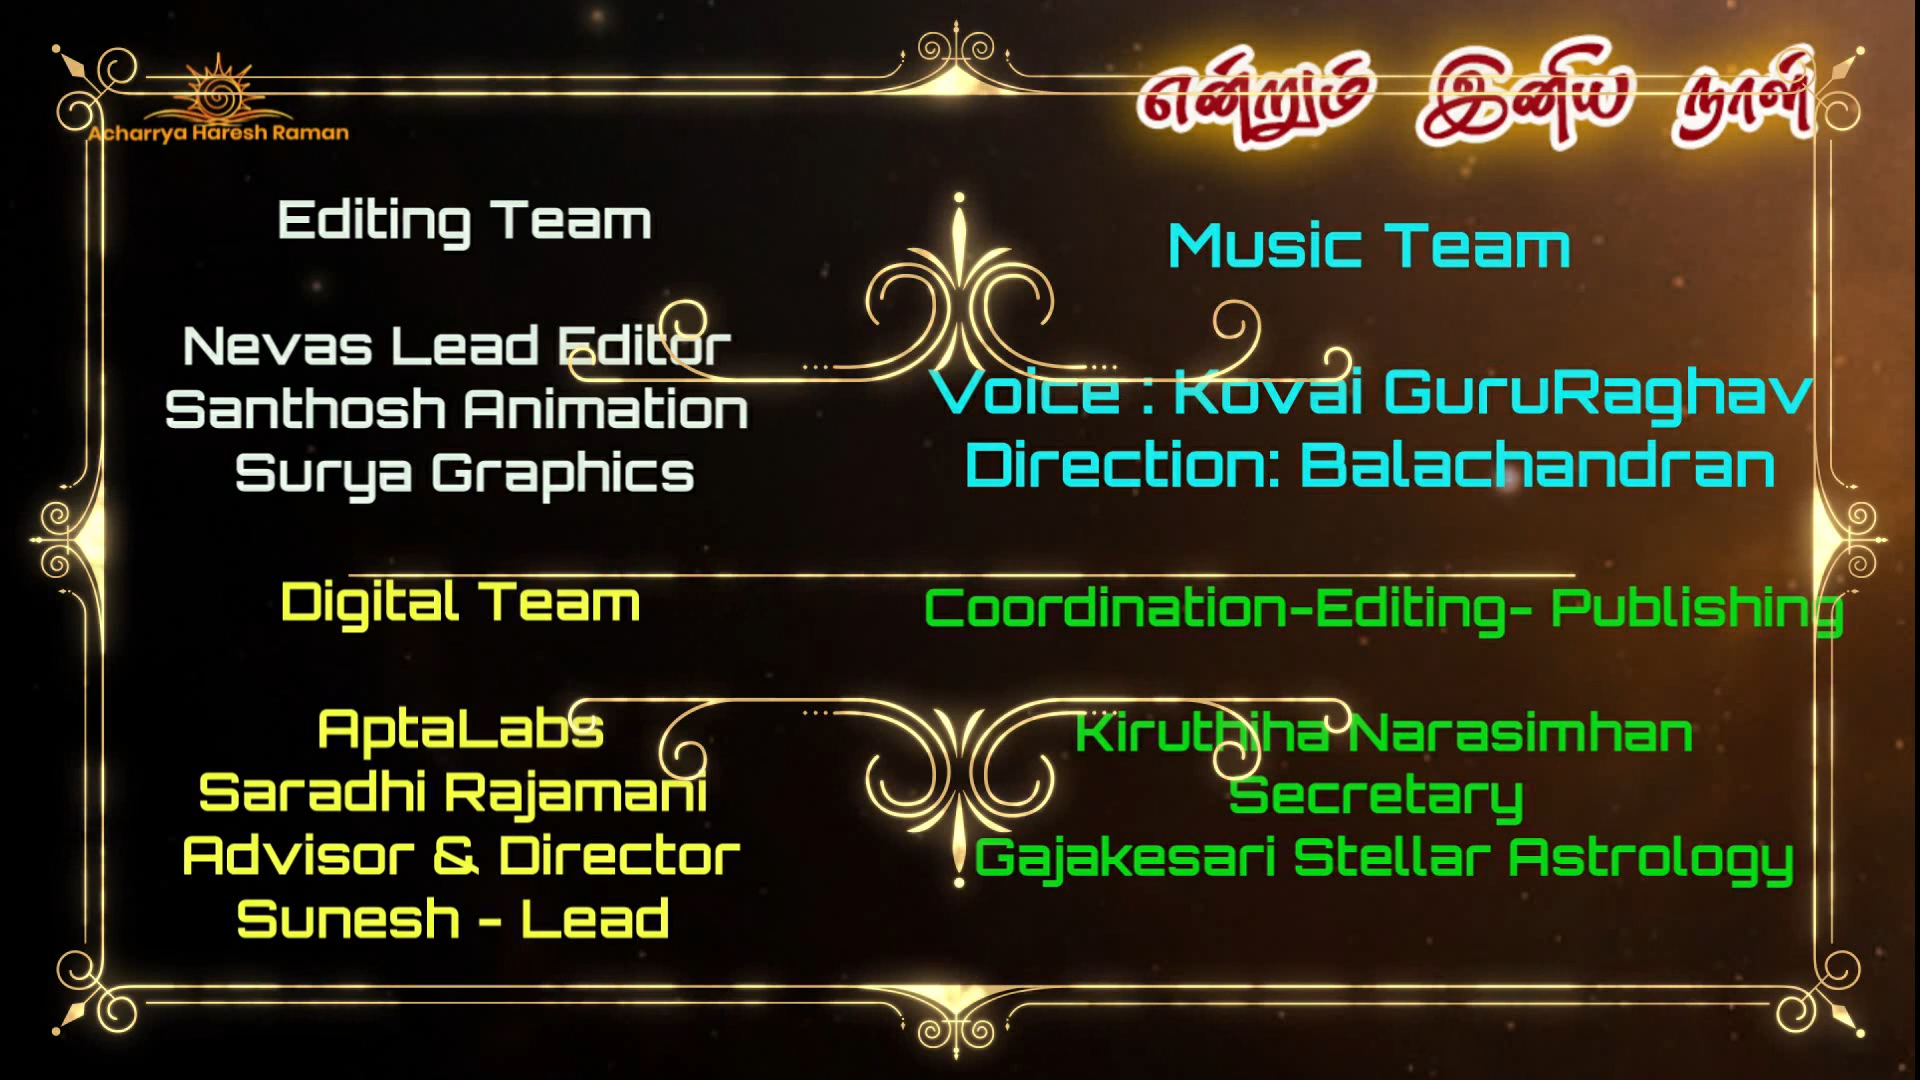 Acharrya Haresh Raman
என்றும் இனிய நாள்
Editing Team
Nevas Lead Editor
Santhosh Animation
Surya Graphics
Music Team
Voice : Kovai GuruRaghav
Direction: Balachandran
Digital Team
AptaLabs
Saradhi Rajamani
Advisor & Director
Sunesh - Lead
Coordination-Editing- Publishing
Kiruthiha Narasimhan
Secretary
Gajakesari Stellar Astrology